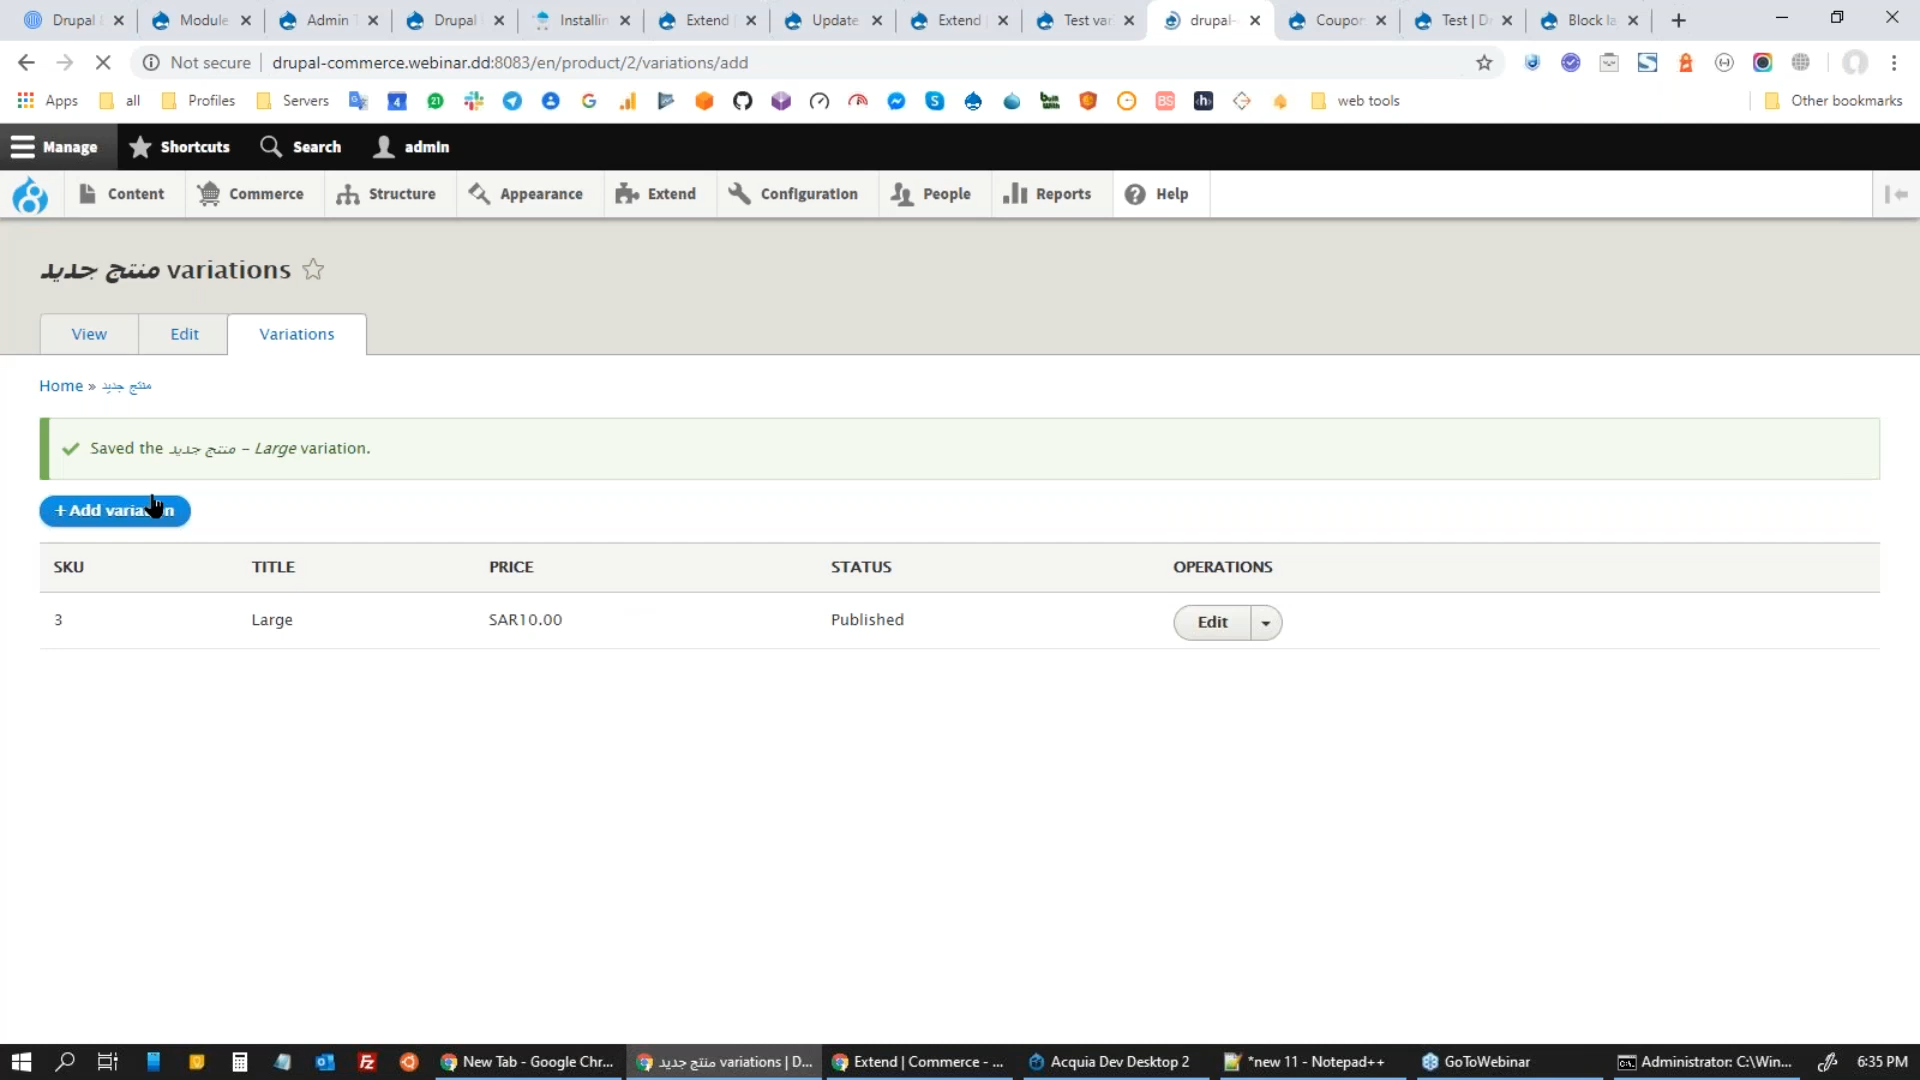 Drupal
Module
Admin T
Drupal
Installin
Extend
Update
Extend
Test var
drupal-
Coupon
Test | D
Block la
Not secure
drupal-commerce.webinar.dd:8083/en/product/2/variations/add
Apps
all
Profiles
Servers
web tools
Other bookmarks
Manage
Shortcuts
Search
admin
Content
Commerce
Structure
Appearance
Extend
Configuration
People
Reports
Help
منتج جديد variations
View
Edit
Variations
Home » منتج جديد
Saved the منتج جديد – Large variation.
+ Add variation
SKU TITLE PRICE STATUS OPERATIONS
3 Large SAR10.00 Published Edit
New Tab - Google Chr...
منتج جديد variations | D...
Extend | Commerce - ...
Acquia Dev Desktop 2
*new 11 - Notepad++
GoToWebinar
Administrator: C:\Win...
6:35 PM